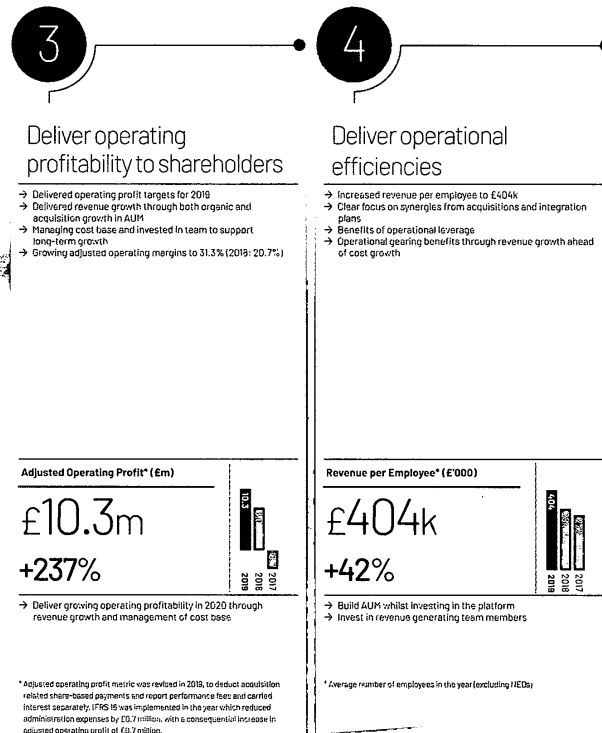 3
Deliver operating
profitability to shareholders
→ Delivered operating profit targets for 2019
→ Delivered revenue growth through both organic and
acquisition growth in AUM
→ Managing cost base and invested in team to support
long-term growth
→ Growing adjusted operating margins to 31.3% (2018: 20.7%)
Adjusted Operating Profit* (£m)
£10.3m
+237%
10.3
2019
2018
2017
→ Deliver growing operating profitability in 2020 through
revenue growth and management of cost base
* Adjusted operating profit metric was revised in 2019, to deduct acquisition
related share-based payments and report performance fees and carried
interest separately. IFRS 16 was implemented in the year which reduced
administration expenses by £0.7 million, with a consequential increase in
adjusted operating profit of £0.7 million.
4
Deliver operational
efficiencies
→ Increased revenue per employee to £404k
→ Clear focus on synergies from acquisitions and integration
plans
→ Benefits of operational leverage
→ Operational gearing benefits through revenue growth ahead
of cost growth
Revenue per Employee* (£'000)
£404k
+42%
404
2019
2018
2017
→ Build AUM whilst investing in the platform
→ Invest in revenue generating team members
* Average number of employees in the year (excluding NEDs)